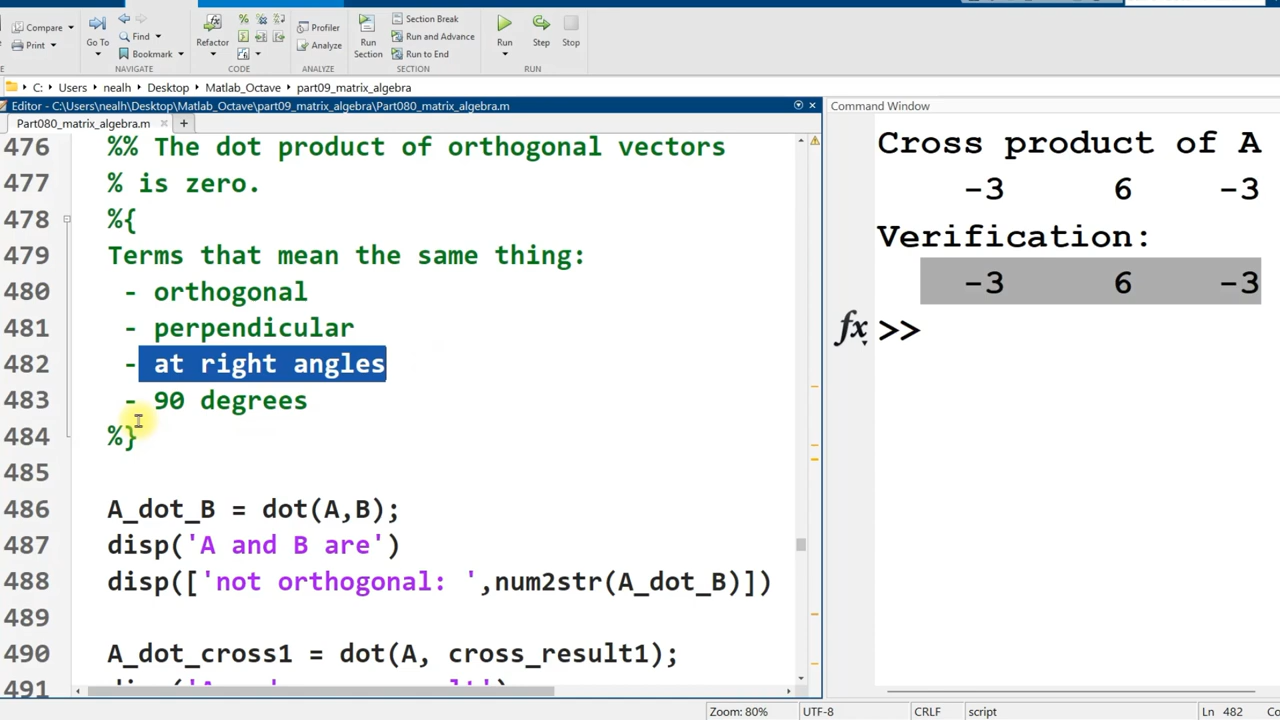 Compare
Print
Go To
Find
Bookmark
NAVIGATE
Refactor
CODE
Profiler
Analyze
ANALYZE
Run Section
Section Break
Run and Advance
Run to End
SECTION
Run
Step
Stop
RUN
C: Users nealh Desktop Matlab_Octave part09_matrix_algebra
Editor - C:\Users\nealh\Desktop\Matlab_Octave\part09_matrix_algebra\Part080_matrix_algebra.m
Part080_matrix_algebra.m
476 %% The dot product of orthogonal vectors
477 % is zero.
478 %{
479 Terms that mean the same thing:
480 - orthogonal
481 - perpendicular
482 - at right angles
483 - 90 degrees
484 %}
485
486 A_dot_B = dot(A,B);
487 disp('A and B are')
488 disp(['not orthogonal: ',num2str(A_dot_B)])
489
490 A_dot_cross1 = dot(A, cross_result1);
491
Command Window
Cross product of A
-3 6 -3
Verification:
-3 6 -3
fx >>
Zoom: 80% UTF-8 CRLF script Ln 482 Co